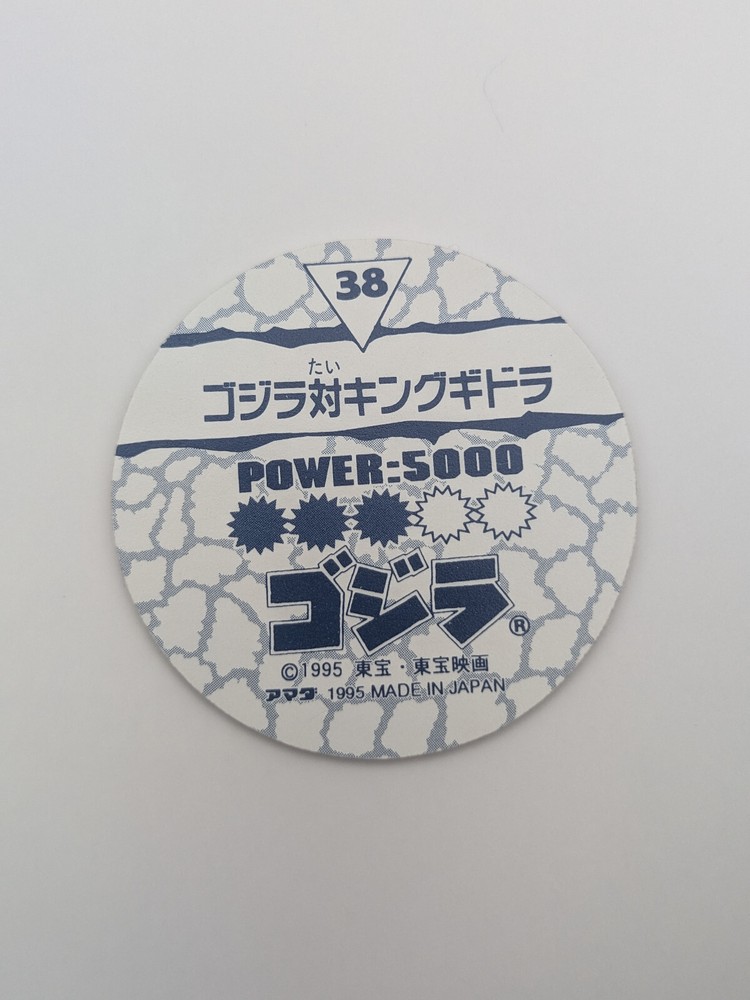 38
たい
ゴジラ対キングギドラ
POWER:5000
ゴジラ®
©1995 東宝・東宝映画
アマダ 1995 MADE IN JAPAN